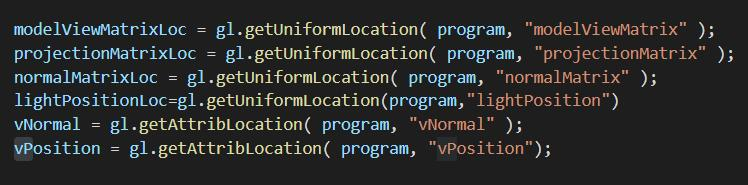 modelViewMatrixLoc = gl.getUniformLocation( program, "modelViewMatrix" );
projectionMatrixLoc = gl.getUniformLocation( program, "projectionMatrix" );
normalMatrixLoc = gl.getUniformLocation( program, "normalMatrix" );
lightPositionLoc=gl.getUniformLocation(program,"lightPosition")
vNormal = gl.getAttribLocation( program, "vNormal" );
vPosition = gl.getAttribLocation( program, "vPosition");